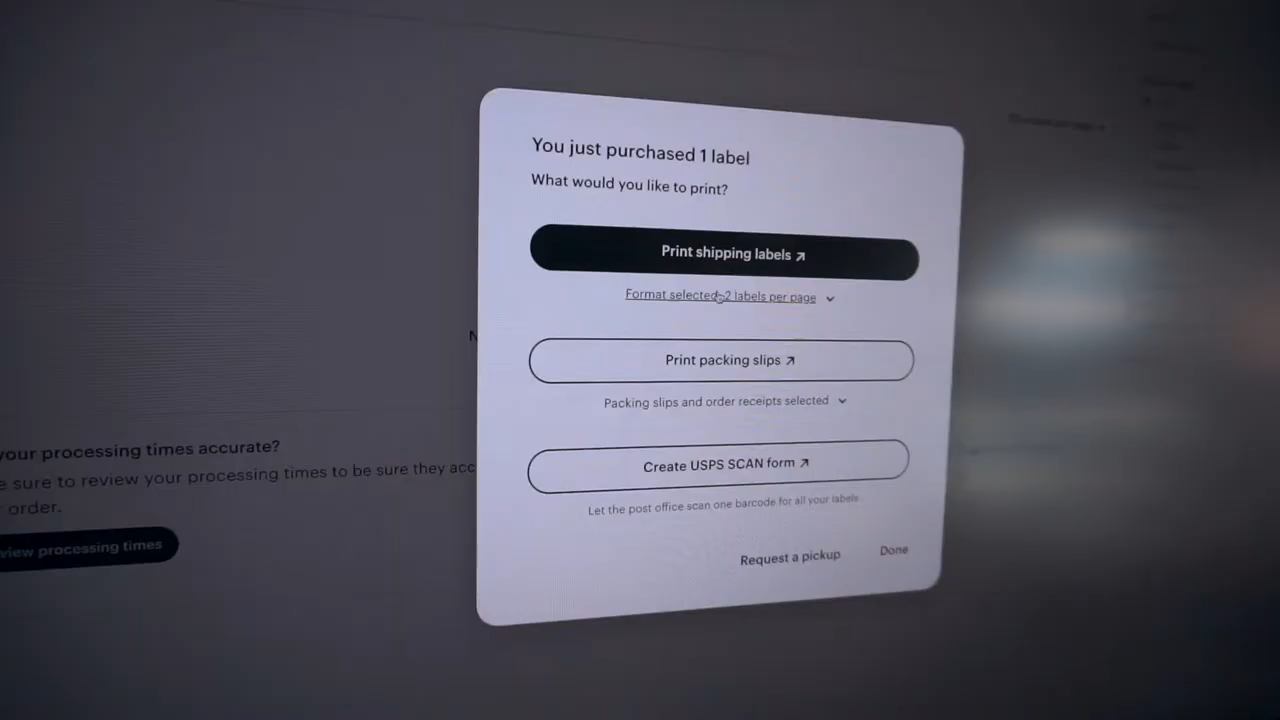 You just purchased 1 label
What would you like to print?
Print shipping labels
Format selected: 2 labels per page
Print packing slips
Packing slips and order receipts selected
Create USPS SCAN form
Let the post office scan one barcode for all your labels
Request a pickup
Done
N
your processing times accurate?
e sure to review your processing times to be sure they acc
order.
view processing times